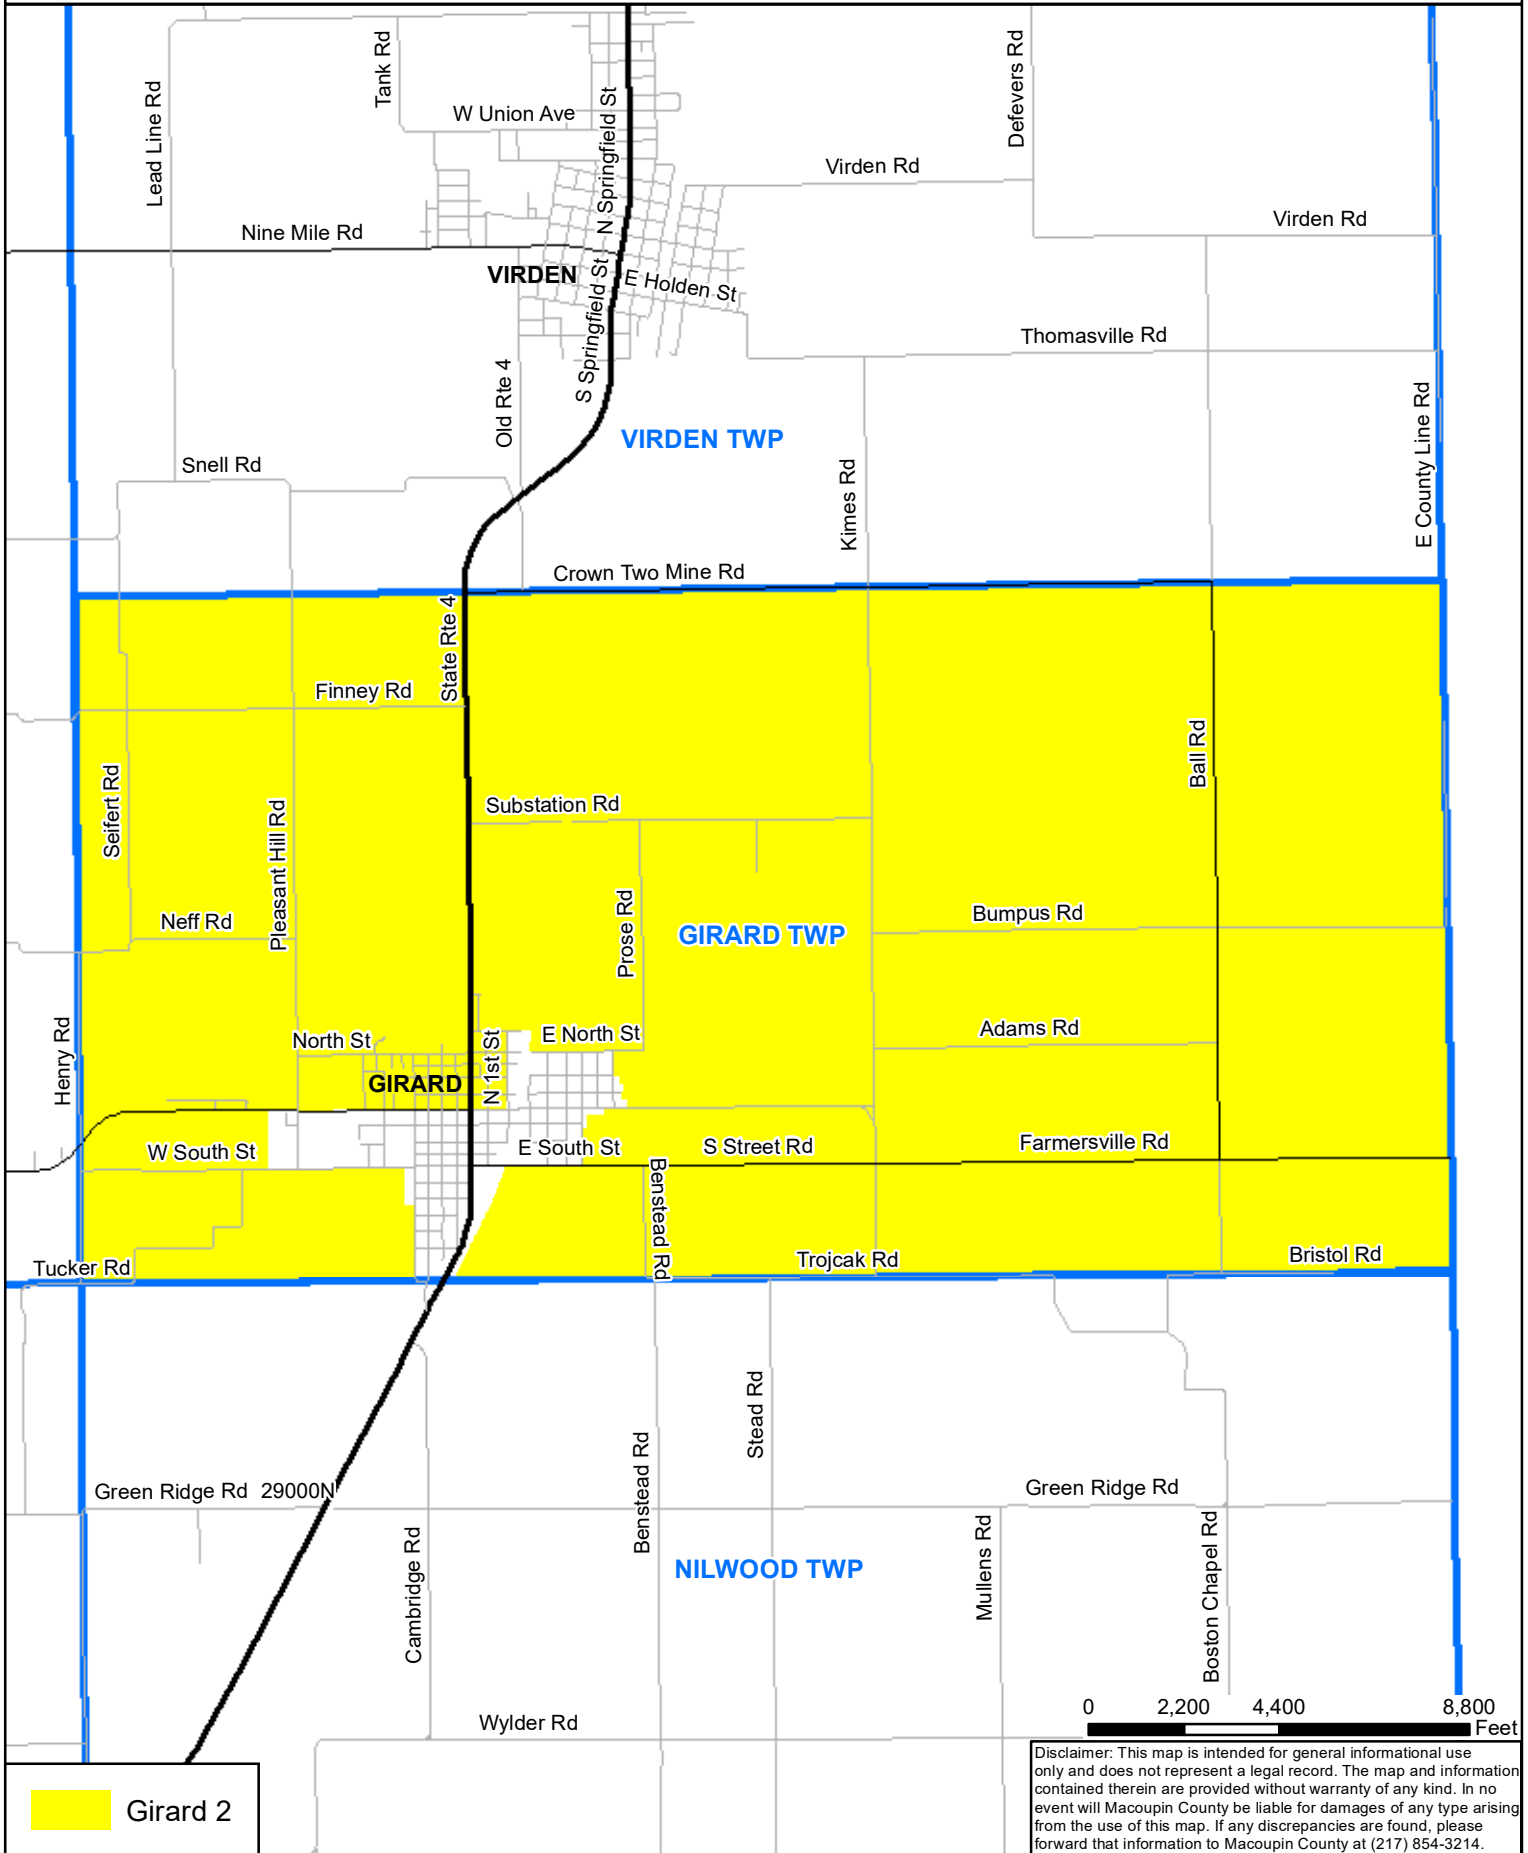 Tank Rd
Defevers Rd
Lead Line Rd
W Union Ave
N Springfield St
Virden Rd
Virden Rd
Nine Mile Rd
VIRDEN
E Holden St
S Springfield St
Thomasville Rd
Old Rte 4
E County Line Rd
VIRDEN TWP
Snell Rd
Kimes Rd
Crown Two Mine Rd
State Rte 4
Finney Rd
Ball Rd
Seifert Rd
Pleasant Hill Rd
Substation Rd
Neff Rd
Prose Rd
GIRARD TWP
Bumpus Rd
Henry Rd
North St
N 1st St
E North St
Adams Rd
GIRARD
W South St
E South St
S Street Rd
Farmersville Rd
Benstead Rd
Tucker Rd
Trojcak Rd
Bristol Rd
Stead Rd
Green Ridge Rd
29000N
Benstead Rd
Green Ridge Rd
Cambridge Rd
NILWOOD TWP
Mullens Rd
Boston Chapel Rd
Wylder Rd
0 2,200 4,400 8,800
Feet
Girard 2
Disclaimer: This map is intended for general informational use
only and does not represent a legal record. The map and information
contained therein are provided without warranty of any kind. In no
event will Macoupin County be liable for damages of any type arising
from the use of this map. If any discrepancies are found, please
forward that information to Macoupin County at (217) 854-3214.